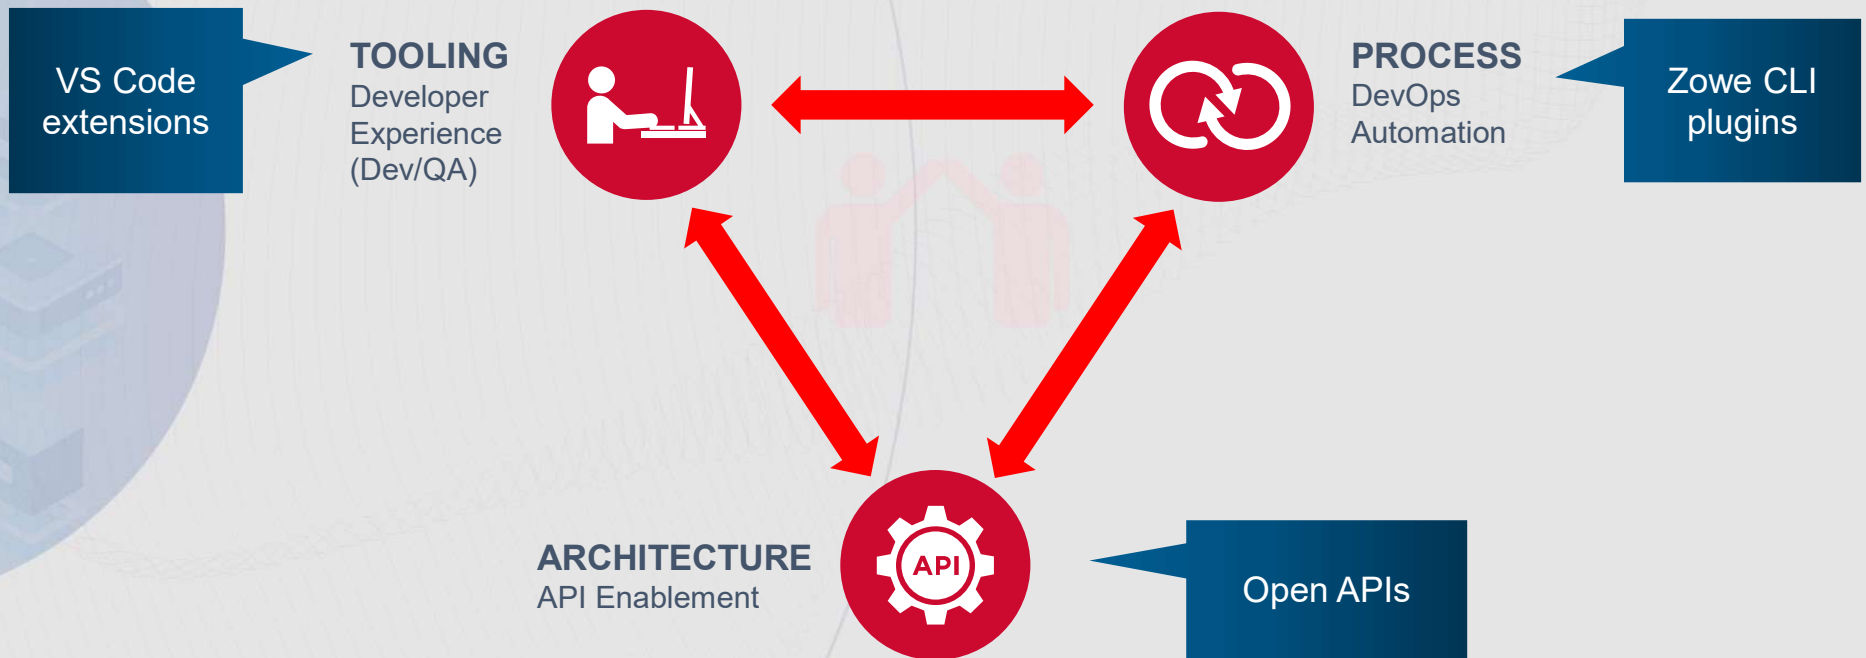 VS Code
extensions
TOOLING
Developer
Experience
(Dev/QA)
PROCESS
DevOps
Automation
Zowe CLI
plugins
ARCHITECTURE
API Enablement
API
Open APIs